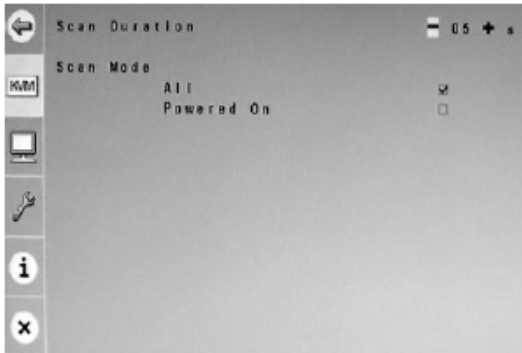 Scan Duration - 05 + s
Scan Mode
KVM
All
Powered On
i
x